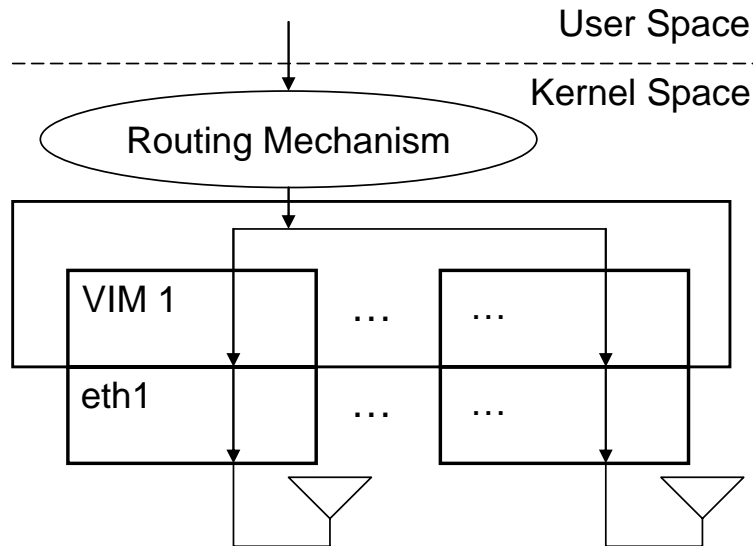 User Space
Kernel Space
Routing Mechanism
VIM 1
...
...
eth1
...
...